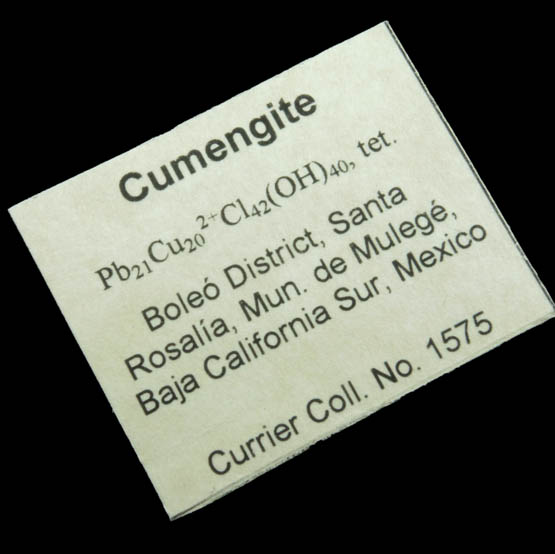 Cumengite
Pb₂₁Cu₂₀²⁺Cl₄₂(OH)₄₀, tet.
Boleó District, Santa
Rosalía, Mun. de Mulegé,
Baja California Sur, Mexico
Currier Coll. No. 1575